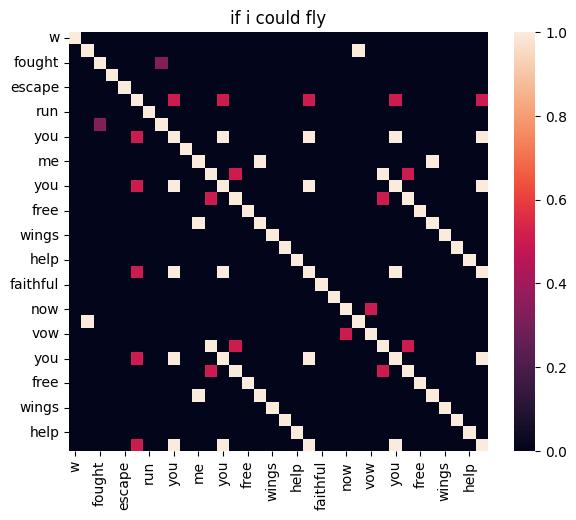 if i could fly
w
fought
escape
run
you
me
you
free
wings
help
faithful
now
vow
you
free
wings
help
w
fought
escape
run
you
me
you
free
wings
help
faithful
now
vow
you
free
wings
help
1.0
0.8
0.6
0.4
0.2
0.0